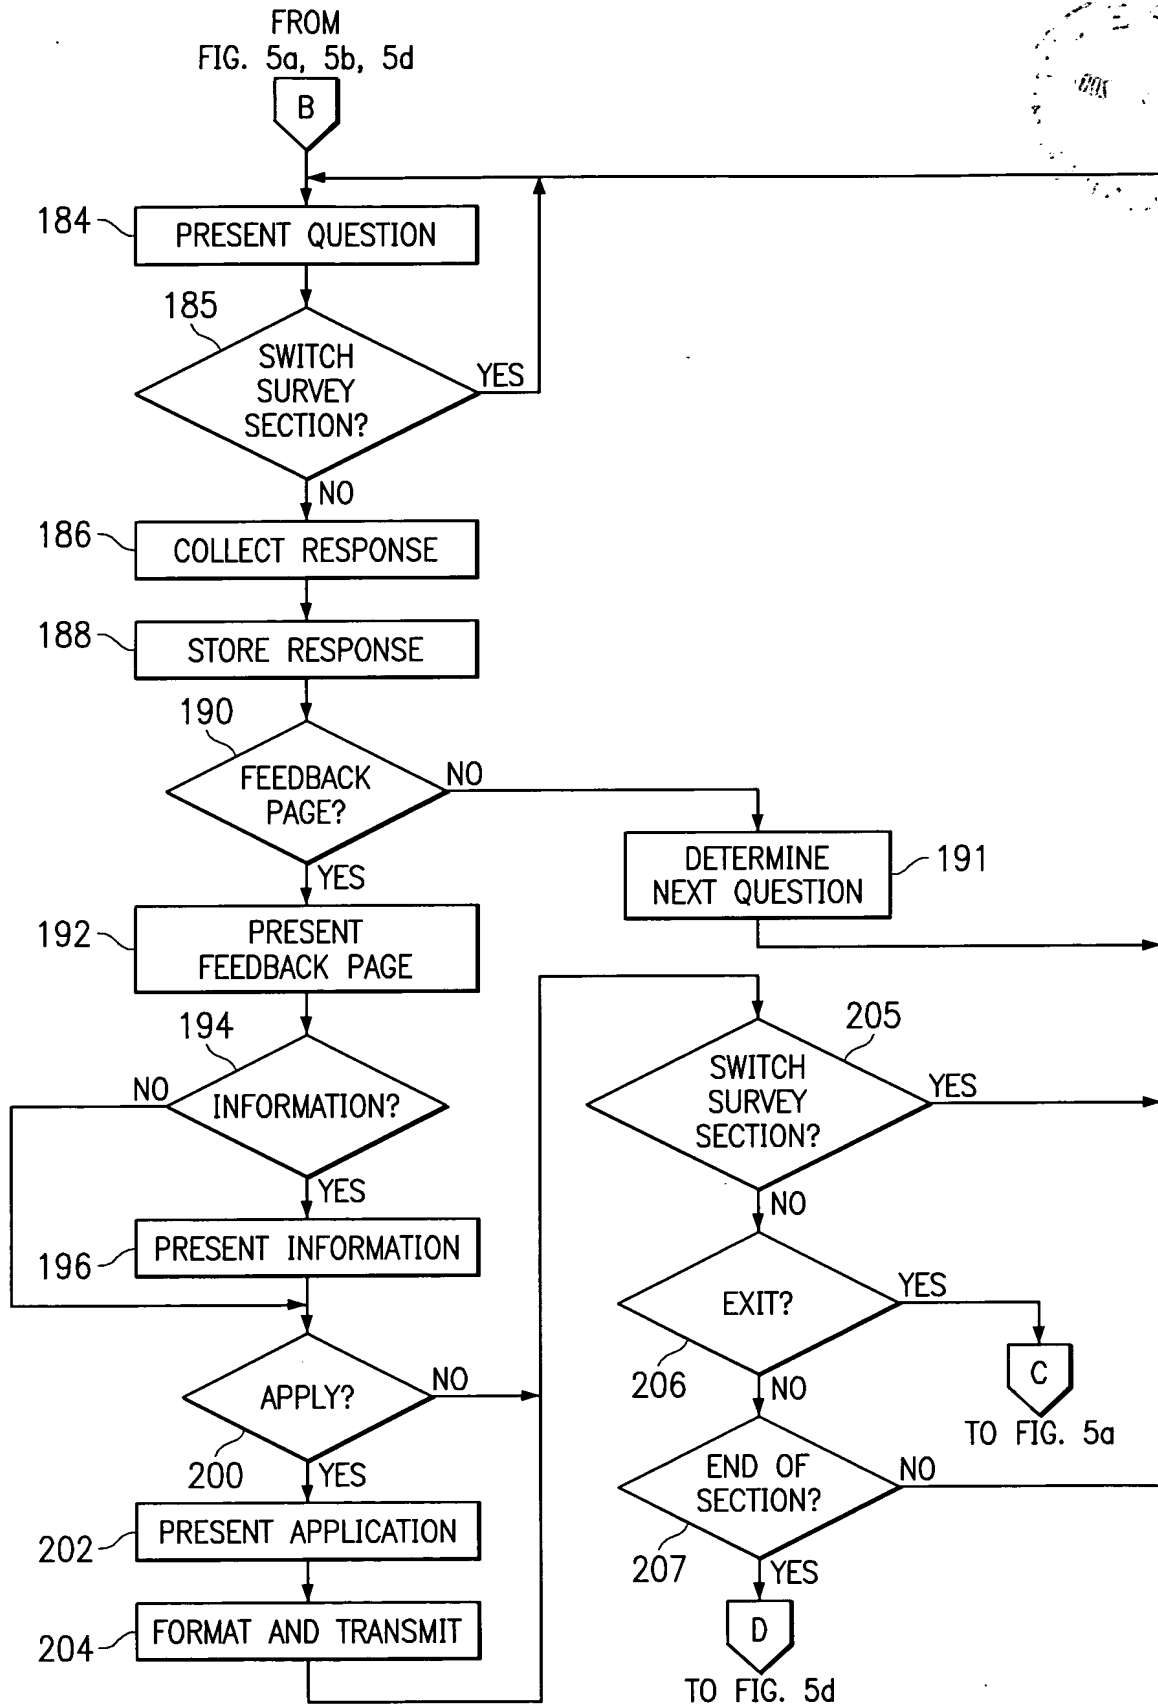 FROM
FIG. 5a, 5b, 5d
B
184
PRESENT QUESTION
185
SWITCH
SURVEY
SECTION?
YES
NO
186
COLLECT RESPONSE
188
STORE RESPONSE
190
FEEDBACK
PAGE?
NO
YES
DETERMINE
NEXT QUESTION
191
192
PRESENT
FEEDBACK PAGE
194
INFORMATION?
NO
YES
196
PRESENT INFORMATION
APPLY?
NO
200
YES
202
PRESENT APPLICATION
204
FORMAT AND TRANSMIT
205
SWITCH
SURVEY
SECTION?
YES
NO
EXIT?
YES
206
NO
C
TO FIG. 5a
END OF
SECTION?
NO
207
YES
D
TO FIG. 5d